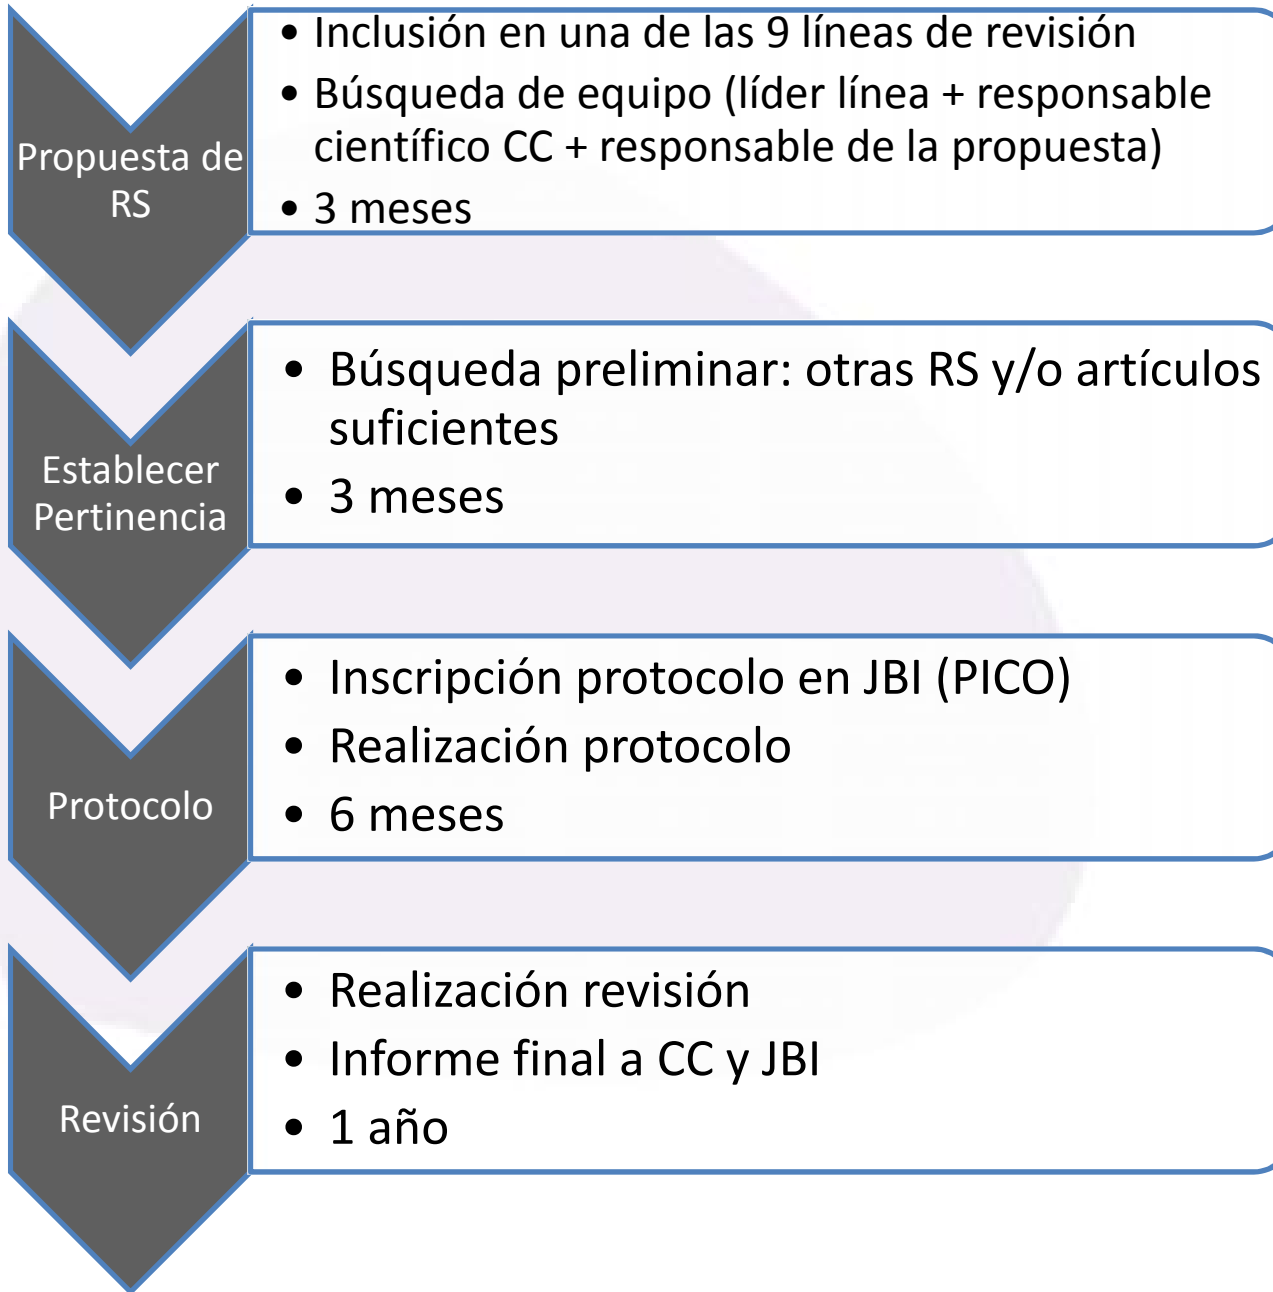 Propuesta de
RS
• Inclusión en una de las 9 líneas de revisión
• Búsqueda de equipo (líder línea + responsable
científico CC + responsable de la propuesta)
• 3 meses
Establecer
Pertinencia
• Búsqueda preliminar: otras RS y/o artículos
suficientes
• 3 meses
Protocolo
• Inscripción protocolo en JBI (PICO)
• Realización protocolo
• 6 meses
Revisión
• Realización revisión
• Informe final a CC y JBI
• 1 año